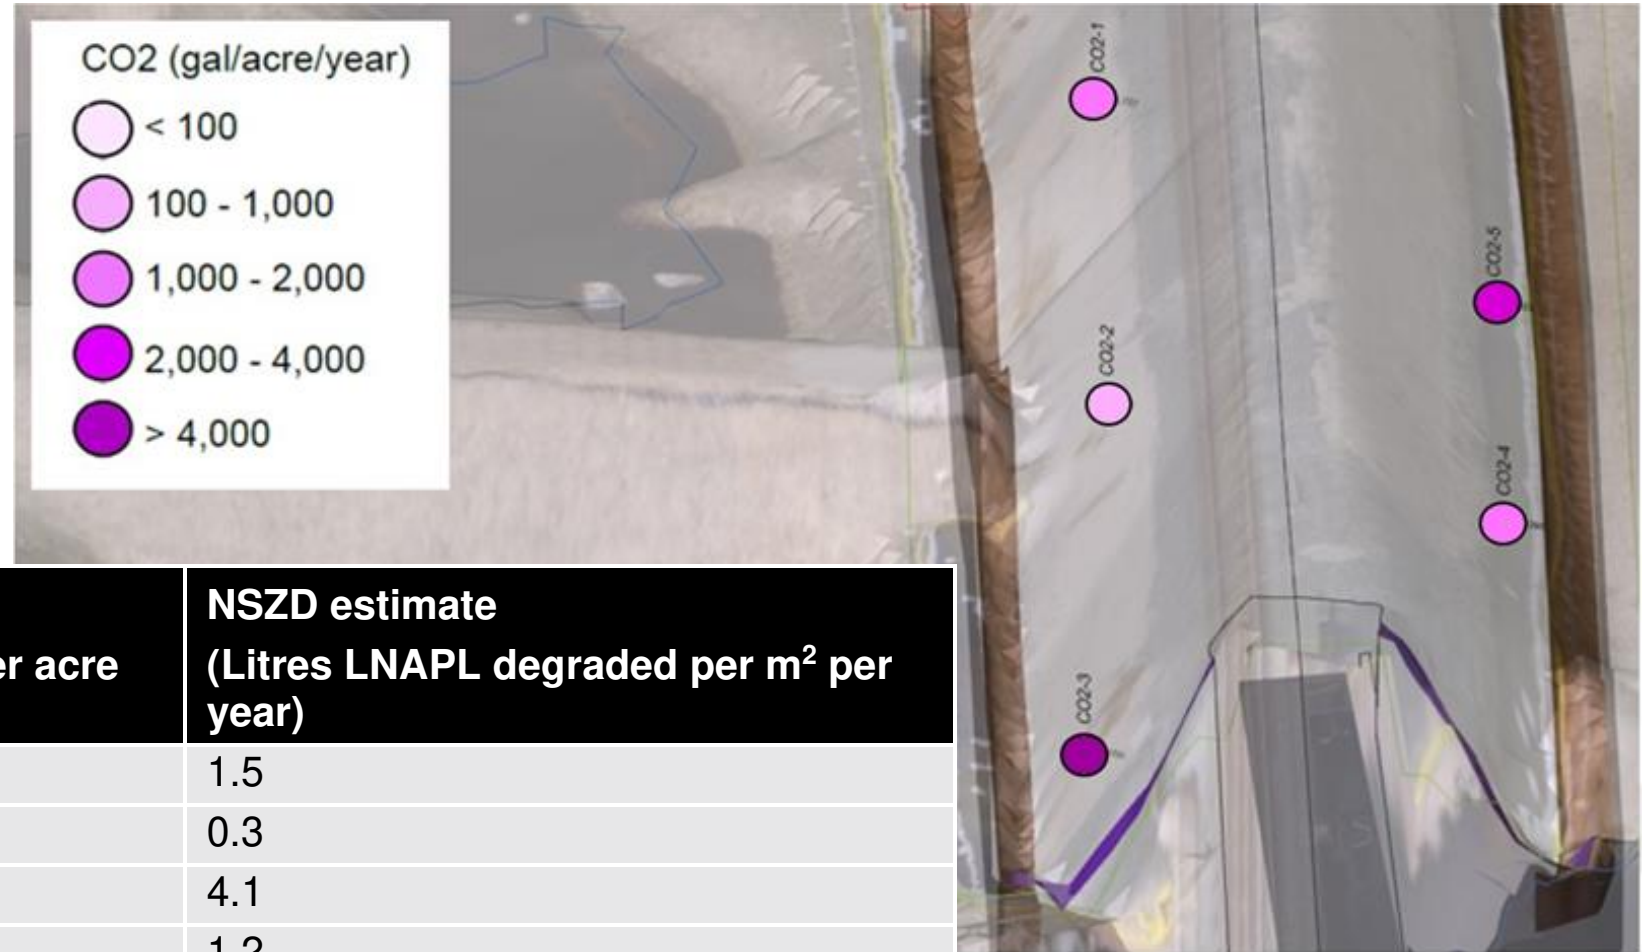 CO2 (gal/acre/year)
< 100
100 - 1,000
1,000 - 2,000
2,000 - 4,000
> 4,000
CO2-1
CO2-5
CO2-2
CO2-4
CO2-3
acre
NSZD estimate
(Litres LNAPL degraded per m² per
year)
1.5
0.3
4.1